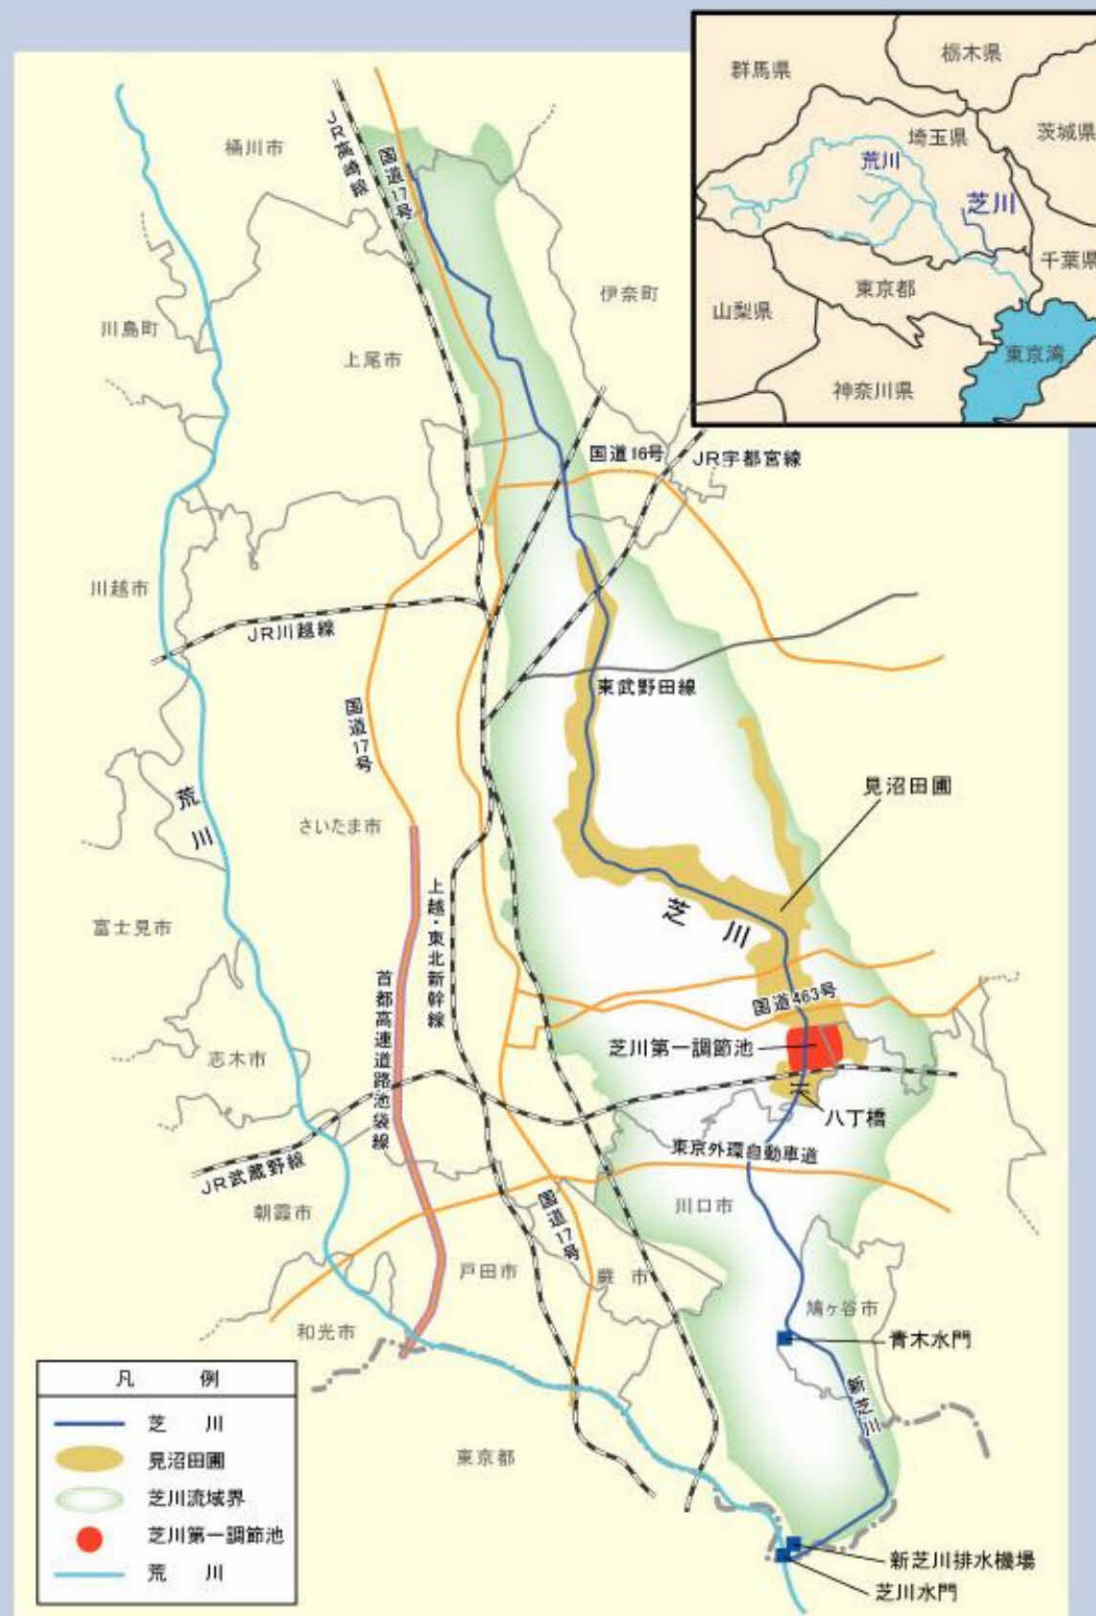 群馬県
栃木県
茨城県
埼玉県
荒川
芝川
千葉県
東京都
山梨県
東京湾
神奈川県
桶川市
JR高崎線
国道17号
川島町
上尾市
伊奈町
国道16号
JR宇都宮線
川越市
JR川越線
東武野田線
国道17号
見沼田圃
荒川
さいたま市
上越・東北新幹線
芝川
富士見市
首都高速道路池袋線
国道463号
芝川第一調節池
志木市
八丁橋
東京外環自動車道
JR武蔵野線
朝霞市
川口市
国道17号
戸田市
蕨市
鳩ヶ谷市
和光市
青木水門
新芝川
東京都
新芝川排水機場
芝川水門
凡例
芝川
見沼田圃
芝川流域界
芝川第一調節池
荒川